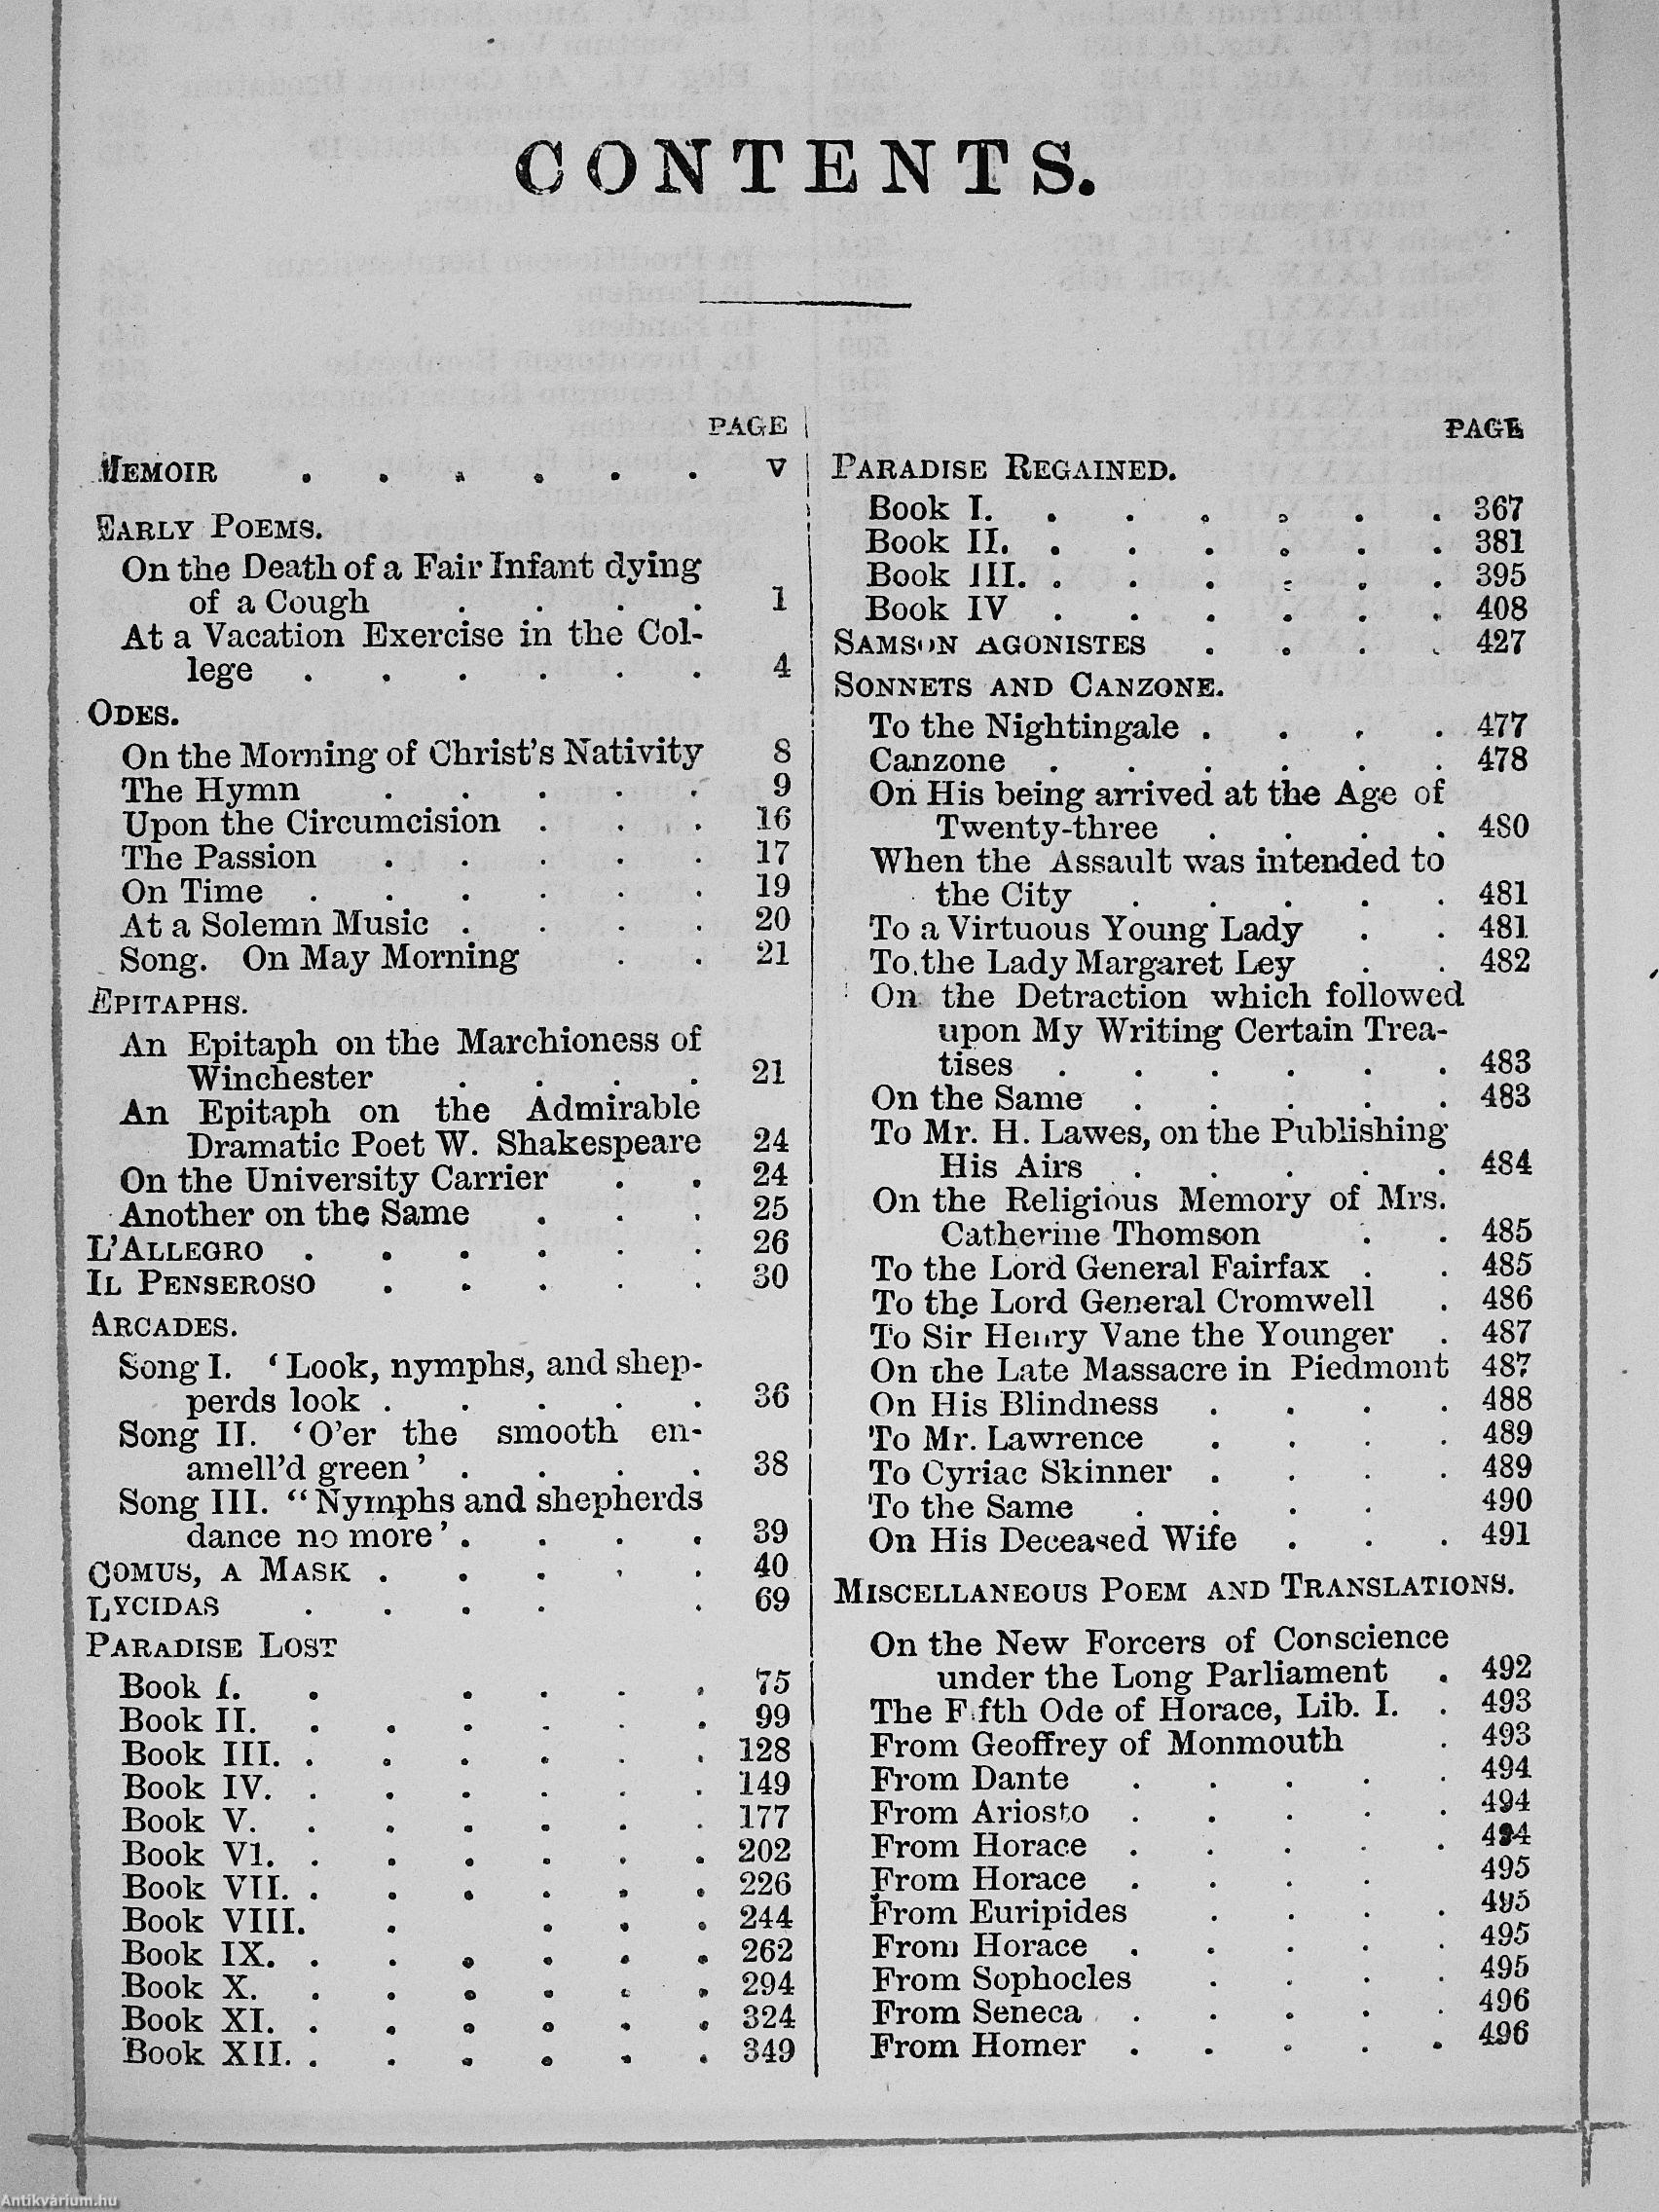 CONTENTS.
PAGE
MEMOIR . . . . . . v
EARLY POEMS.
On the Death of a Fair Infant dying
of a Cough . . . . 1
At a Vacation Exercise in the Col-
lege . . . . . . 4
ODES.
On the Morning of Christ's Nativity 8
The Hymn . . . . . 9
Upon the Circumcision . . . 16
The Passion . . . . . 17
On Time . . . . . . 19
At a Solemn Music . . . . 20
Song. On May Morning . . 21
EPITAPHS.
An Epitaph on the Marchioness of
Winchester . . . . 21
An Epitaph on the Admirable
Dramatic Poet W. Shakespeare 24
On the University Carrier . . 24
Another on the Same . . . 25
L'ALLEGRO . . . . . . 26
IL PENSEROSO . . . . . 30
ARCADES.
Song I. ‘Look, nymphs, and shep-
perds look . . . . . 36
Song II. ‘O'er the smooth en-
amell'd green’ . . . . 38
Song III. “Nymphs and shepherds
dance no more’ . . . . 39
COMUS, A MASK . . . . . 40
LYCIDAS . . . . . 69
PARADISE LOST
Book I. . . . . . 75
Book II. . . . . . . 99
Book III. . . . . . . 128
Book IV. . . . . . . 149
Book V. . . . . . . 177
Book VI. . . . . . . 202
Book VII. . . . . . . 226
Book VIII. . . . . 244
Book IX. . . . . . . 262
Book X. . . . . . . 294
Book XI. . . . . . . 324
Book XII. . . . . . . 349
PAGE
PARADISE REGAINED.
Book I. . . . . . . 367
Book II. . . . . . . 381
Book III. . . . . . . 395
Book IV . . . . . . 408
SAMSON AGONISTES . . . . 427
SONNETS AND CANZONE.
To the Nightingale . . . . 477
Canzone . . . . . . 478
On His being arrived at the Age of
Twenty-three . . . . 480
When the Assault was intended to
the City . . . . . 481
To a Virtuous Young Lady . . 481
To the Lady Margaret Ley . . 482
On the Detraction which followed
upon My Writing Certain Trea-
tises . . . . . . 483
On the Same . . . . . 483
To Mr. H. Lawes, on the Publishing
His Airs . . . . . 484
On the Religious Memory of Mrs.
Catherine Thomson . . 485
To the Lord General Fairfax . . 485
To the Lord General Cromwell . 486
To Sir Henry Vane the Younger . 487
On the Late Massacre in Piedmont 487
On His Blindness . . . . 488
To Mr. Lawrence . . . . 489
To Cyriac Skinner . . . . 489
To the Same . . . . 490
On His Deceased Wife . . . 491
MISCELLANEOUS POEM AND TRANSLATIONS.
On the New Forcers of Conscience
under the Long Parliament . 492
The Fifth Ode of Horace, Lib. I. . 493
From Geoffrey of Monmouth . 493
From Dante . . . . . 494
From Ariosto . . . . . 494
From Horace . . . . . 494
From Horace . . . . 495
From Euripides . . . . 495
From Horace . . . . . 495
From Sophocles . . . . 495
From Seneca . . . . . 496
From Homer . . . . . 496
Antikvárium.hu